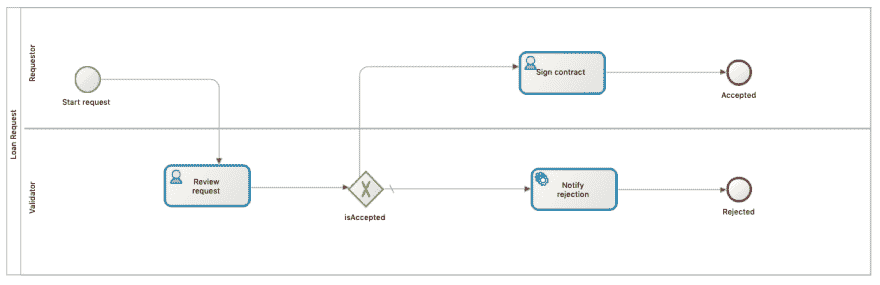 Loan Request
Requestor
Start request
Sign contract
Accepted
Validator
Review
request
isAccepted
Notify
rejection
Rejected